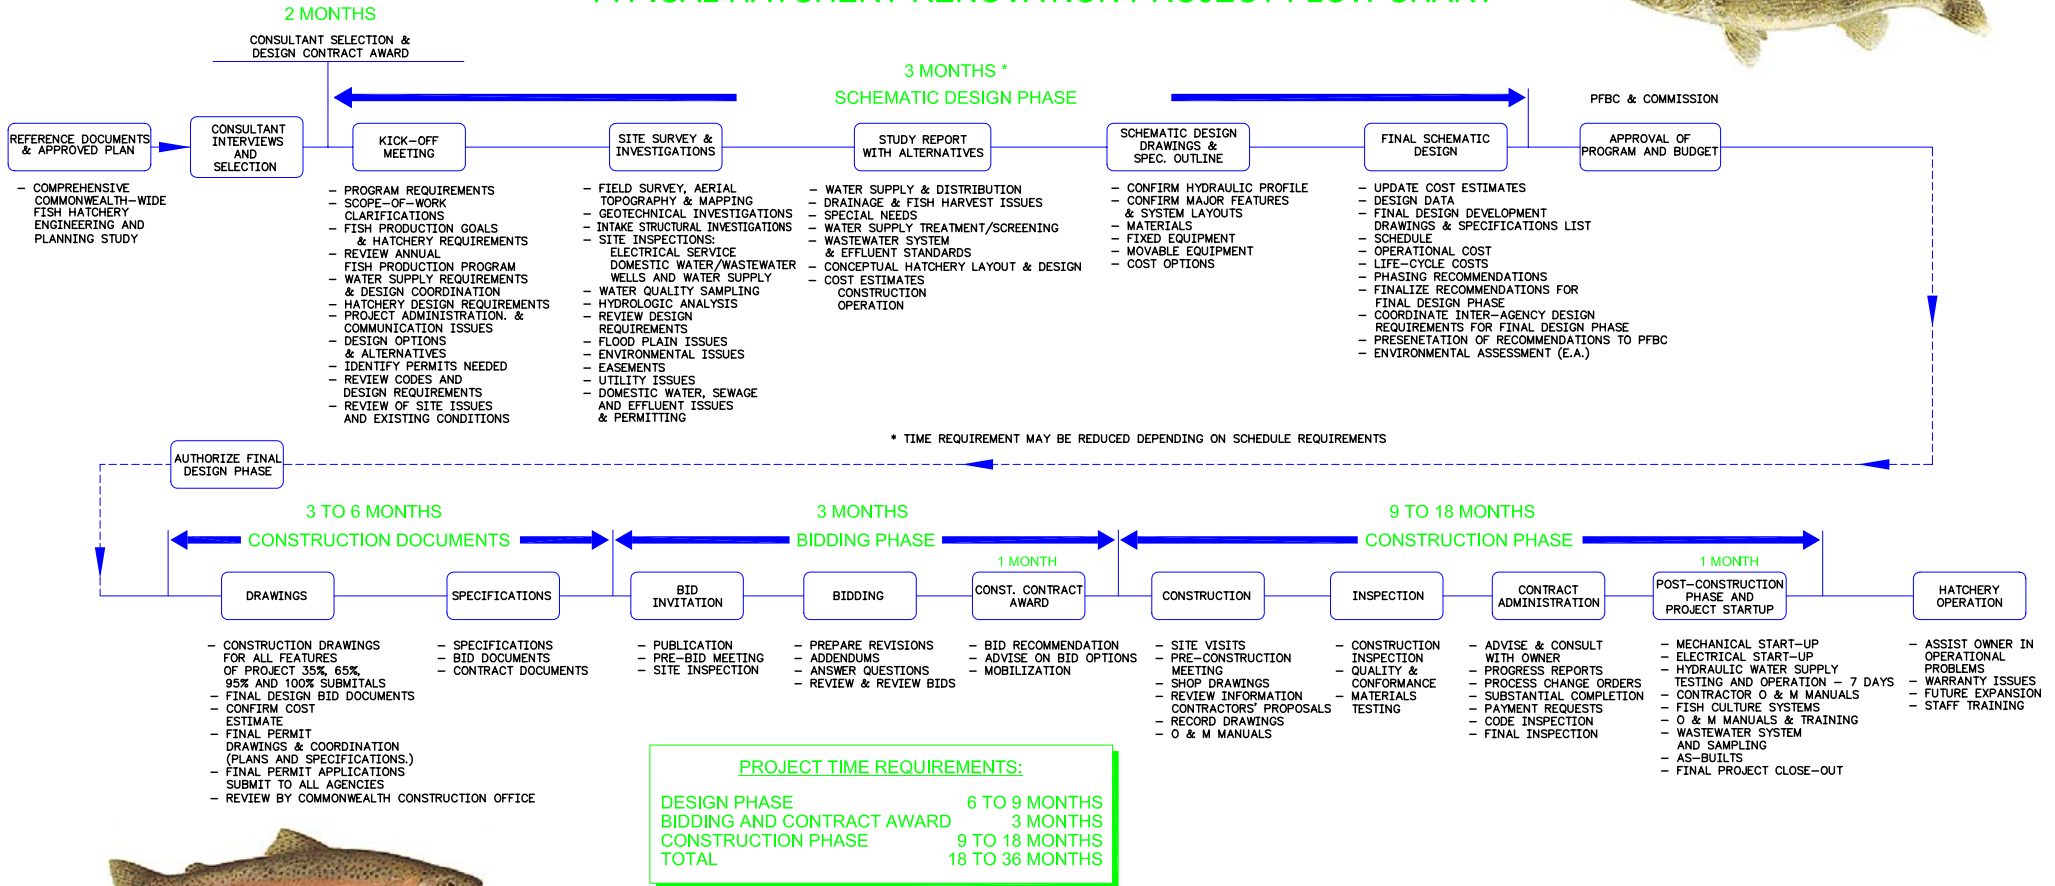 2 MONTHS
CONSULTANT SELECTION &
DESIGN CONTRACT AWARD
3 MONTHS *
SCHEMATIC DESIGN PHASE
PFBC & COMMISSION
REFERENCE DOCUMENTS
& APPROVED PLAN
- COMPREHENSIVE
COMMONWEALTH-WIDE
FISH HATCHERY
ENGINEERING AND
PLANNING STUDY
CONSULTANT
INTERVIEWS
AND
SELECTION
KICK-OFF
MEETING
- PROGRAM REQUIREMENTS
- SCOPE-OF-WORK
CLARIFICATIONS
- FISH PRODUCTION GOALS
& HATCHERY REQUIREMENTS
- REVIEW ANNUAL
FISH PRODUCTION PROGRAM
- WATER SUPPLY REQUIREMENTS
& DESIGN COORDINATION
- HATCHERY DESIGN REQUIREMENTS
- PROJECT ADMINISTRATION. &
COMMUNICATION ISSUES
- DESIGN OPTIONS
& ALTERNATIVES
- IDENTIFY PERMITS NEEDED
- REVIEW CODES AND
DESIGN REQUIREMENTS
- REVIEW OF SITE ISSUES
AND EXISTING CONDITIONS
SITE SURVEY &
INVESTIGATIONS
- FIELD SURVEY, AERIAL
TOPOGRAPHY & MAPPING
- GEOTECHNICAL INVESTIGATIONS
- INTAKE STRUCTURAL INVESTIGATIONS
- SITE INSPECTIONS:
ELECTRICAL SERVICE
DOMESTIC WATER/WASTEWATER
WELLS AND WATER SUPPLY
- WATER QUALITY SAMPLING
- HYDROLOGIC ANALYSIS
- REVIEW DESIGN
REQUIREMENTS
- FLOOD PLAIN ISSUES
- ENVIRONMENTAL ISSUES
- EASEMENTS
- UTILITY ISSUES
- DOMESTIC WATER, SEWAGE
AND EFFLUENT ISSUES
& PERMITTING
STUDY REPORT
WITH ALTERNATIVES
- WATER SUPPLY & DISTRIBUTION
- DRAINAGE & FISH HARVEST ISSUES
- SPECIAL NEEDS
- WATER SUPPLY TREATMENT/SCREENING
- WASTEWATER SYSTEM
& EFFLUENT STANDARDS
- CONCEPTUAL HATCHERY LAYOUT & DESIGN
- COST ESTIMATES
CONSTRUCTION
OPERATION
SCHEMATIC DESIGN
DRAWINGS &
SPEC. OUTLINE
- CONFIRM HYDRAULIC PROFILE
- CONFIRM MAJOR FEATURES
& SYSTEM LAYOUTS
- MATERIALS
- FIXED EQUIPMENT
- MOVABLE EQUIPMENT
- COST OPTIONS
FINAL SCHEMATIC
DESIGN
- UPDATE COST ESTIMATES
- DESIGN DATA
- FINAL DESIGN DEVELOPMENT
DRAWINGS & SPECIFICATIONS LIST
- SCHEDULE
- OPERATIONAL COST
- LIFE-CYCLE COSTS
- PHASING RECOMMENDATIONS
- FINALIZE RECOMMENDATIONS FOR
FINAL DESIGN PHASE
- COORDINATE INTER-AGENCY DESIGN
REQUIREMENTS FOR FINAL DESIGN PHASE
- PRESENETATION OF RECOMMENDATIONS TO PFBC
- ENVIRONMENTAL ASSESSMENT (E.A.)
APPROVAL OF
PROGRAM AND BUDGET
* TIME REQUIREMENT MAY BE REDUCED DEPENDING ON SCHEDULE REQUIREMENTS
AUTHORIZE FINAL
DESIGN PHASE
3 TO 6 MONTHS
CONSTRUCTION DOCUMENTS
3 MONTHS
BIDDING PHASE
9 TO 18 MONTHS
CONSTRUCTION PHASE
DRAWINGS
- CONSTRUCTION DRAWINGS
FOR ALL FEATURES
OF PROJECT 35%, 65%,
95% AND 100% SUBMITALS
- FINAL DESIGN BID DOCUMENTS
- CONFIRM COST
ESTIMATE
- FINAL PERMIT
DRAWINGS & COORDINATION
(PLANS AND SPECIFICATIONS.)
- FINAL PERMIT APPLICATIONS
SUBMIT TO ALL AGENCIES
- REVIEW BY COMMONWEALTH CONSTRUCTION OFFICE
SPECIFICATIONS
- SPECIFICATIONS
- BID DOCUMENTS
- CONTRACT DOCUMENTS
BID
INVITATION
- PUBLICATION
- PRE-BID MEETING
- SITE INSPECTION
BIDDING
- PREPARE REVISIONS
- ADDENDUMS
- ANSWER QUESTIONS
- REVIEW & REVIEW BIDS
1 MONTH
CONST. CONTRACT
AWARD
- BID RECOMMENDATION
- ADVISE ON BID OPTIONS
- MOBILIZATION
CONSTRUCTION
- SITE VISITS
- PRE-CONSTRUCTION
MEETING
- SHOP DRAWINGS
- REVIEW INFORMATION
CONTRACTORS' PROPOSALS
- RECORD DRAWINGS
- O & M MANUALS
INSPECTION
- CONSTRUCTION
INSPECTION
- QUALITY &
CONFORMANCE
- MATERIALS
TESTING
CONTRACT
ADMINISTRATION
- ADVISE & CONSULT
WITH OWNER
- PROGRESS REPORTS
- PROCESS CHANGE ORDERS
- SUBSTANTIAL COMPLETION
- PAYMENT REQUESTS
- CODE INSPECTION
- FINAL INSPECTION
1 MONTH
POST-CONSTRUCTION
PHASE AND
PROJECT STARTUP
- MECHANICAL START-UP
- ELECTRICAL START-UP
- HYDRAULIC WATER SUPPLY
TESTING AND OPERATION - 7 DAYS
- CONTRACTOR O & M MANUALS
- FISH CULTURE SYSTEMS
- O & M MANUALS & TRAINING
- WASTEWATER SYSTEM
AND SAMPLING
- AS-BUILTS
- FINAL PROJECT CLOSE-OUT
HATCHERY
OPERATION
- ASSIST OWNER IN
OPERATIONAL
PROBLEMS
- WARRANTY ISSUES
- FUTURE EXPANSION
- STAFF TRAINING
PROJECT TIME REQUIREMENTS:
DESIGN PHASE 6 TO 9 MONTHS
BIDDING AND CONTRACT AWARD 3 MONTHS
CONSTRUCTION PHASE 9 TO 18 MONTHS
TOTAL 18 TO 36 MONTHS